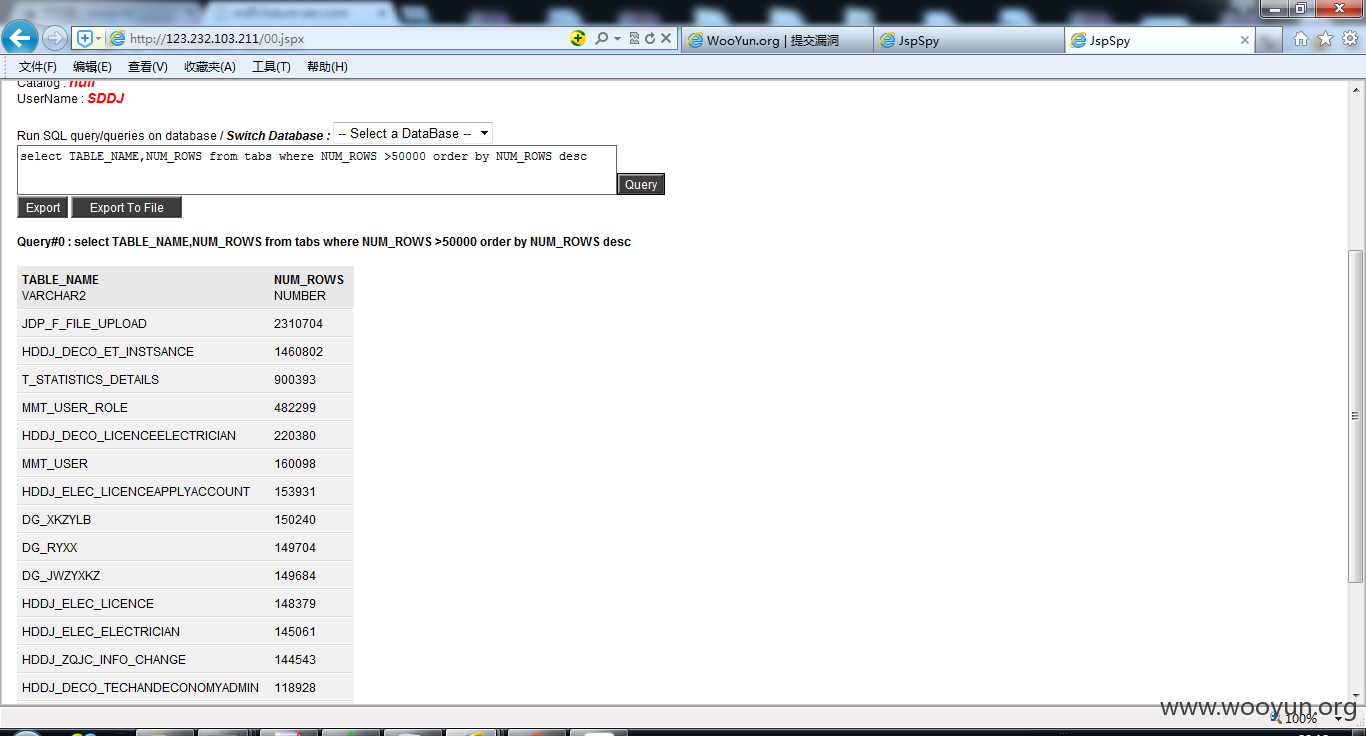 http://123.232.103.211/00.jspx
WooYun.org | 提交漏洞
JspSpy
JspSpy
文件(F) 编辑(E) 查看(V) 收藏夹(A) 工具(T) 帮助(H)
Catalog : null
UserName : SDDJ
Run SQL query/queries on database / Switch Database : -- Select a DataBase --
select TABLE_NAME,NUM_ROWS from tabs where NUM_ROWS >50000 order by NUM_ROWS desc
Query
Export Export To File
Query#0 : select TABLE_NAME,NUM_ROWS from tabs where NUM_ROWS >50000 order by NUM_ROWS desc
TABLE_NAME NUM_ROWS
VARCHAR2 NUMBER
JDP_F_FILE_UPLOAD 2310704
HDDJ_DECO_ET_INSTSANCE 1460802
T_STATISTICS_DETAILS 900393
MMT_USER_ROLE 482299
HDDJ_DECO_LICENCEELECTRICIAN 220380
MMT_USER 160098
HDDJ_ELEC_LICENCEAPPLYACCOUNT 153931
DG_XKZYLB 150240
DG_RYXX 149704
DG_JWZYXKZ 149684
HDDJ_ELEC_LICENCE 148379
HDDJ_ELEC_ELECTRICIAN 145061
HDDJ_ZQJC_INFO_CHANGE 144543
HDDJ_DECO_TECHANDECONOMYADMIN 118928
www.wooyun.org
100%